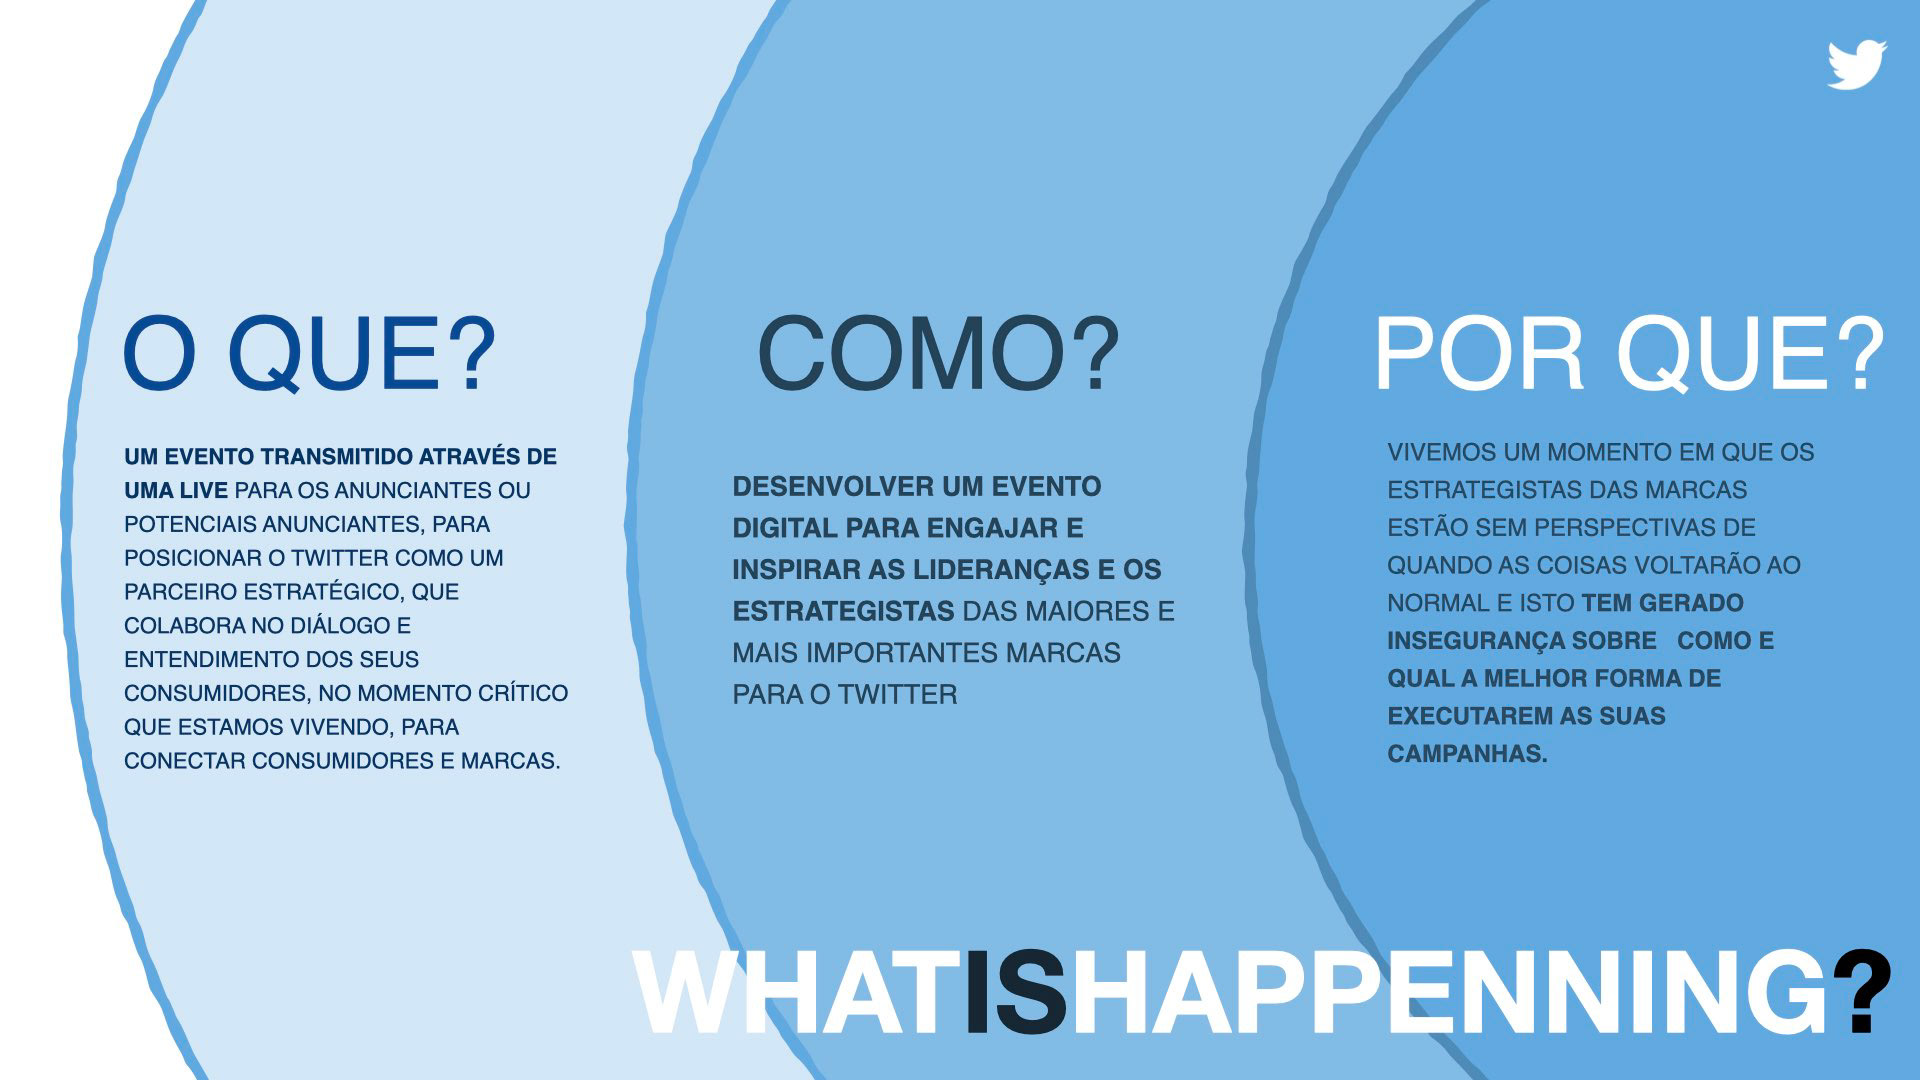 O QUE?
UM EVENTO TRANSMITIDO ATRAVÉS DE
UMA LIVE PARA OS ANUNCIANTES OU
POTENCIAIS ANUNCIANTES, PARA
POSICIONAR O TWITTER COMO UM
PARCEIRO ESTRATÉGICO, QUE
COLABORA NO DIÁLOGO E
ENTENDIMENTO DOS SEUS
CONSUMIDORES, NO MOMENTO CRÍTICO
QUE ESTAMOS VIVENDO, PARA
CONECTAR CONSUMIDORES E MARCAS.
COMO?
DESENVOLVER UM EVENTO
DIGITAL PARA ENGAJAR E
INSPIRAR AS LIDERANÇAS E OS
ESTRATEGISTAS DAS MAIORES E
MAIS IMPORTANTES MARCAS
PARA O TWITTER
POR QUE?
VIVEMOS UM MOMENTO EM QUE OS
ESTRATEGISTAS DAS MARCAS
ESTÃO SEM PERSPECTIVAS DE
QUANDO AS COISAS VOLTARÃO AO
NORMAL E ISTO TEM GERADO
INSEGURANÇA SOBRE COMO E
QUAL A MELHOR FORMA DE
EXECUTAREM AS SUAS
CAMPANHAS.
WHATISHAPPENNING?